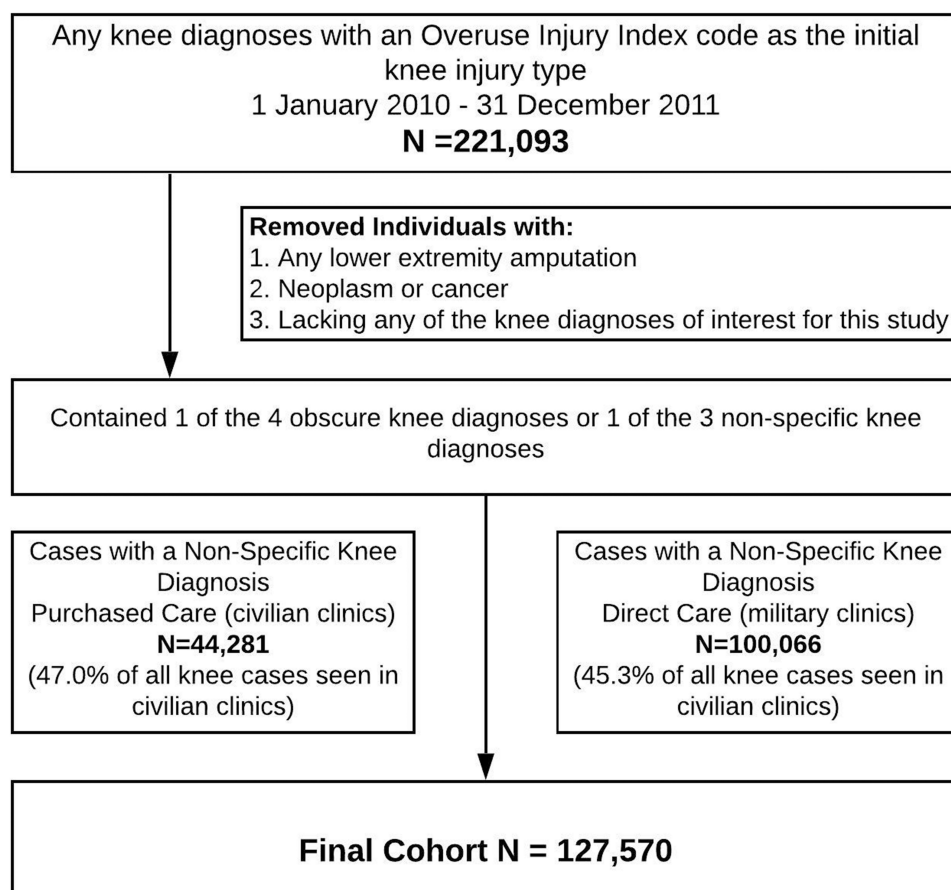 Any knee diagnoses with an Overuse Injury Index code as the initial
knee injury type
1 January 2010 - 31 December 2011
N =221,093
Removed Individuals with:
1. Any lower extremity amputation
2. Neoplasm or cancer
3. Lacking any of the knee diagnoses of interest for this study
Contained 1 of the 4 obscure knee diagnoses or 1 of the 3 non-specific knee
diagnoses
Cases with a Non-Specific Knee
Diagnosis
Purchased Care (civilian clinics)
N=44,281
(47.0% of all knee cases seen in
civilian clinics)
Cases with a Non-Specific Knee
Diagnosis
Direct Care (military clinics)
N=100,066
(45.3% of all knee cases seen in
civilian clinics)
Final Cohort N = 127,570